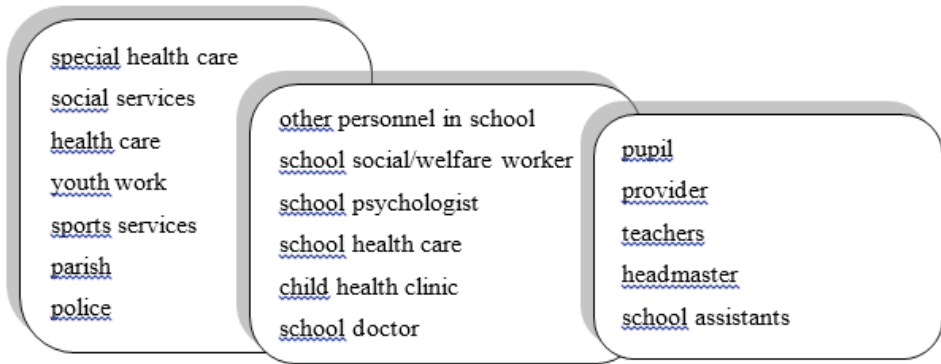 special health care
social services
health care
youth work
sports services
parish
police
other personnel in school
school social/welfare worker
school psychologist
school health care
child health clinic
school doctor
pupil
provider
teachers
headmaster
school assistants